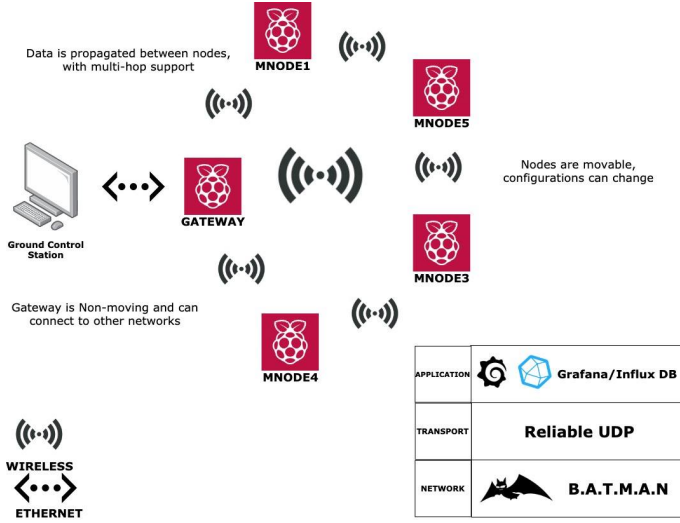 Data is propagated between nodes,
with multi-hop support
MNODE1
MNODE5
Nodes are movable,
configurations can change
GATEWAY
Ground Control
Station
MNODE3
Gateway is Non-moving and can
connect to other networks
MNODE4
APPLICATION
Grafana/Influx DB
TRANSPORT
Reliable UDP
NETWORK
B.A.T.M.A.N
WIRELESS
ETHERNET